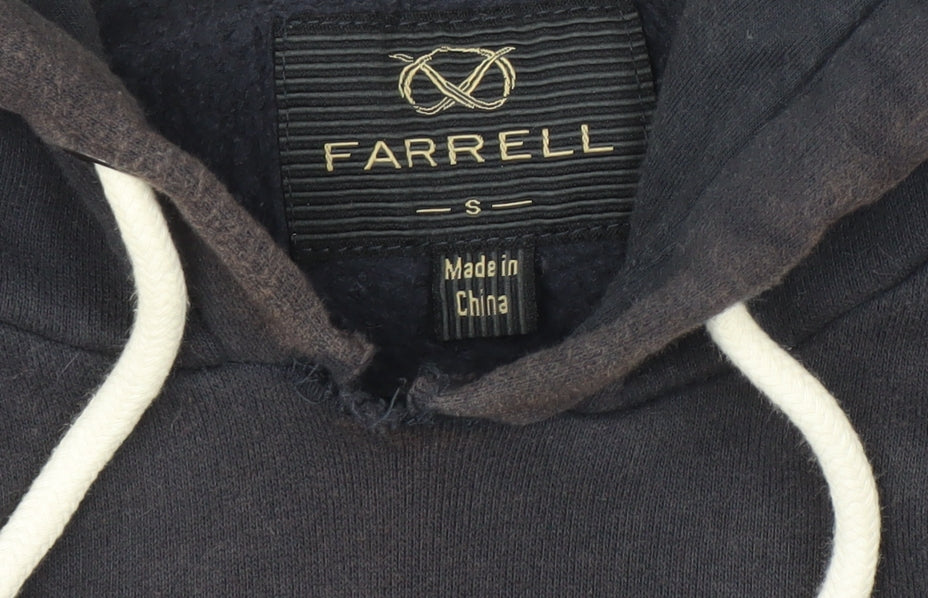 FARRELL
— S —
Made in
China